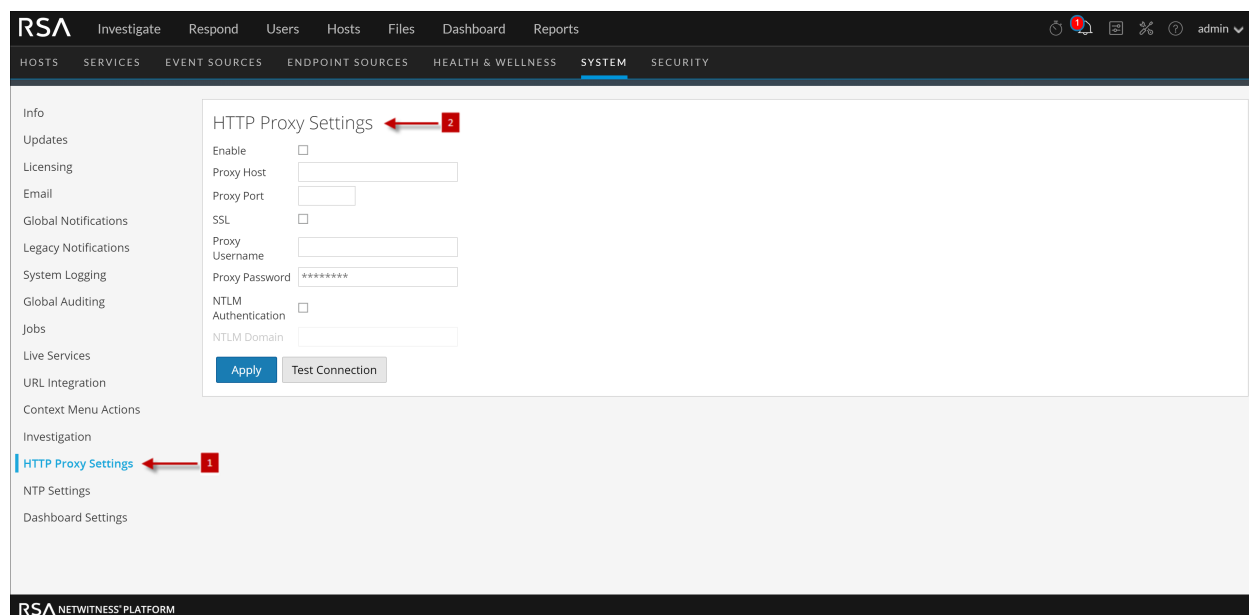 RSA Investigate Respond Users Hosts Files Dashboard Reports 1 admin
HOSTS SERVICES EVENT SOURCES ENDPOINT SOURCES HEALTH & WELLNESS SYSTEM SECURITY
Info
Updates
Licensing
Email
Global Notifications
Legacy Notifications
System Logging
Global Auditing
Jobs
Live Services
URL Integration
Context Menu Actions
Investigation
HTTP Proxy Settings 1
NTP Settings
Dashboard Settings
HTTP Proxy Settings 2
Enable
Proxy Host
Proxy Port
SSL
Proxy
Username
Proxy Password ********
NTLM
Authentication
NTLM Domain
Apply Test Connection
RSA NETWITNESS® PLATFORM